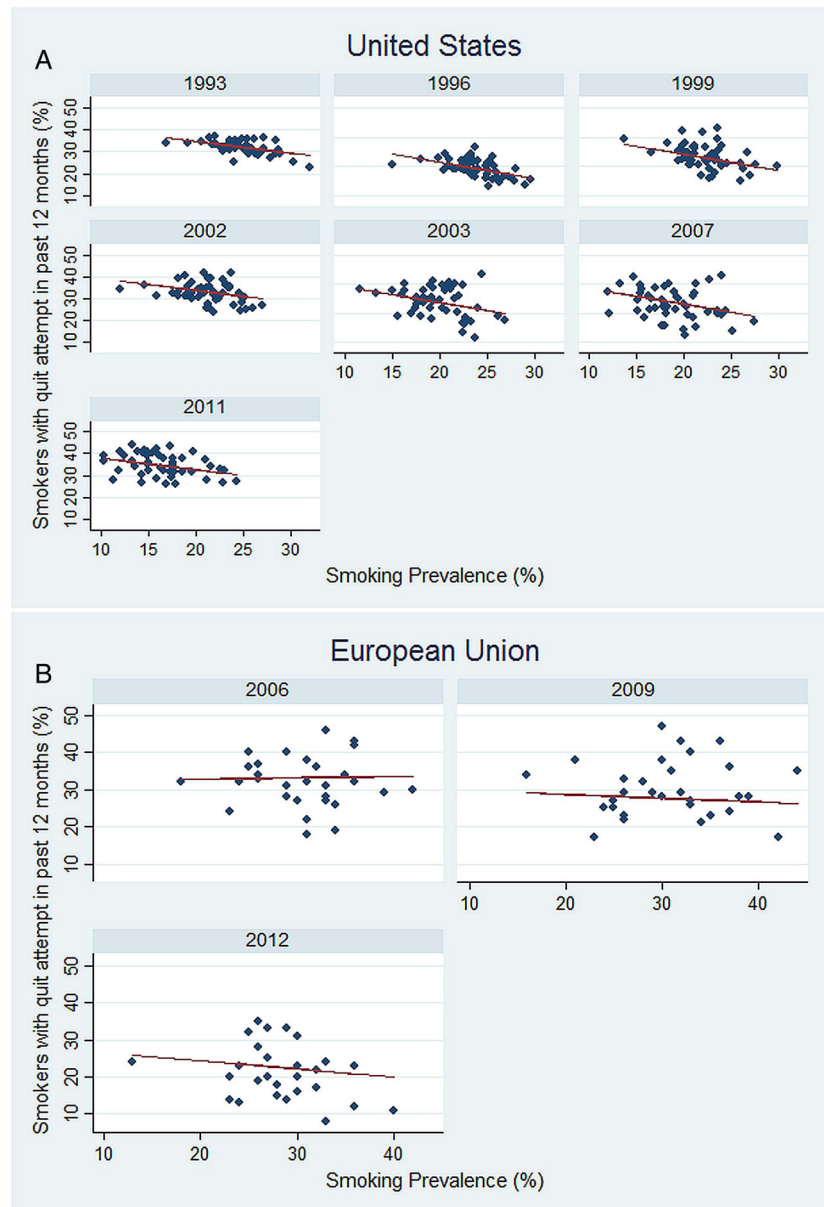 A
United States
Smokers with quit attempt in past 12 months (%)
1993
1996
1999
10 20 30 40 50
2002
2003
2007
10 20 30 40 50
10 15 20 25 30
10 15 20 25 30
2011
10 20 30 40 50
10 15 20 25 30
Smoking Prevalence (%)
B
European Union
Smokers with quit attempt in past 12 months (%)
2006
2009
10 20 30 40 50
10 20 30 40
2012
10 20 30 40 50
10 20 30 40
Smoking Prevalence (%)